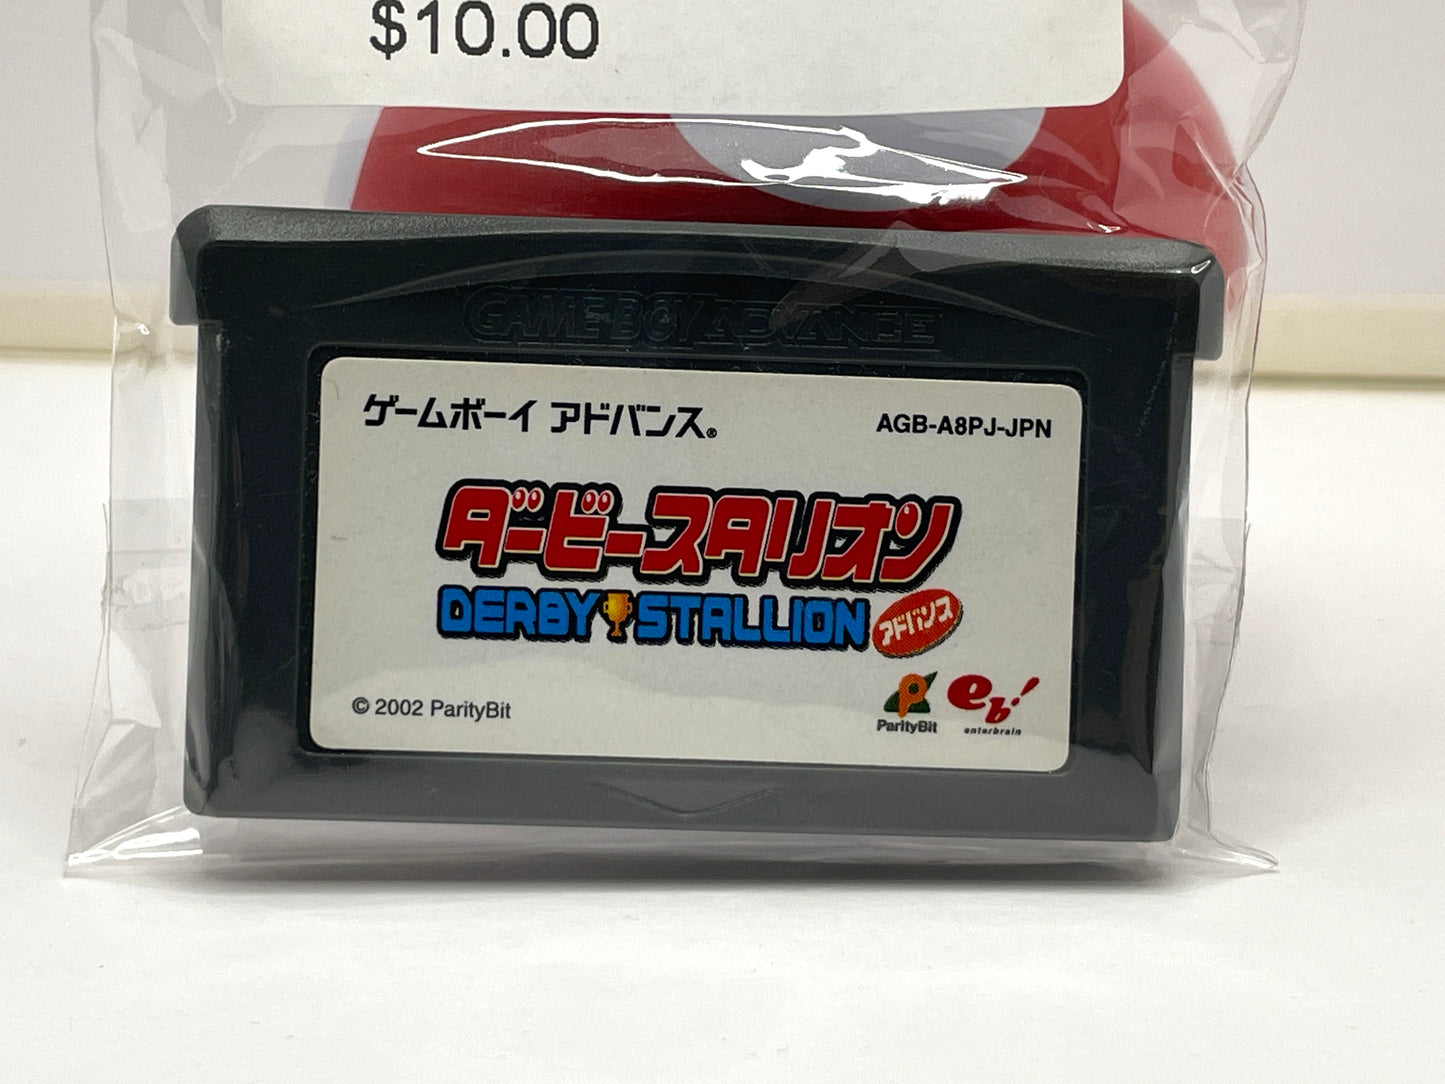 $10.00
GAME BOY ADVANCE
ゲームボーイ アドバンス®
AGB-A8PJ-JPN
ダービースタリオン
DERBY STALLION
アドバンス
© 2002 ParityBit
ParityBit
eb!
enterbrain